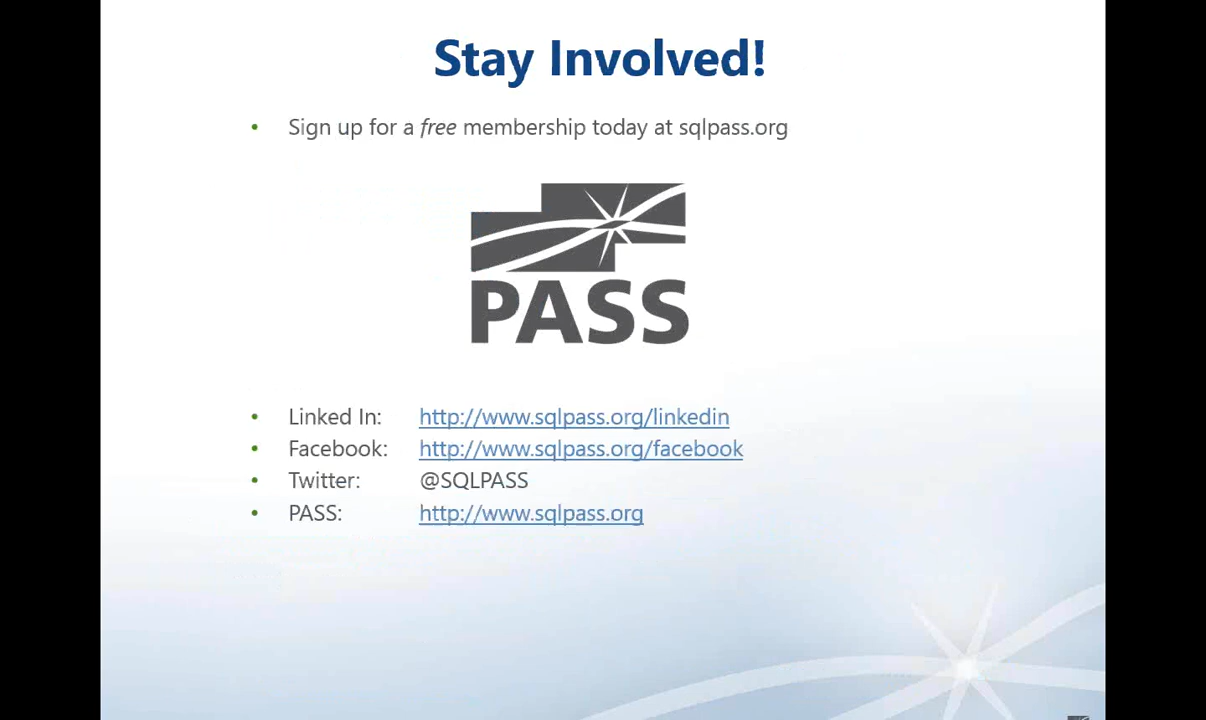 Stay Involved!
• Sign up for a free membership today at sqlpass.org
PASS
• Linked In: http://www.sqlpass.org/linkedin
• Facebook: http://www.sqlpass.org/facebook
• Twitter: @SQLPASS
• PASS: http://www.sqlpass.org